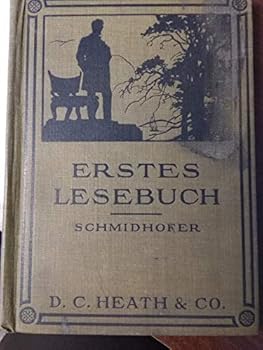 ERSTES
LESEBUCH
SCHMIDHOFER
D. C. HEATH & CO.